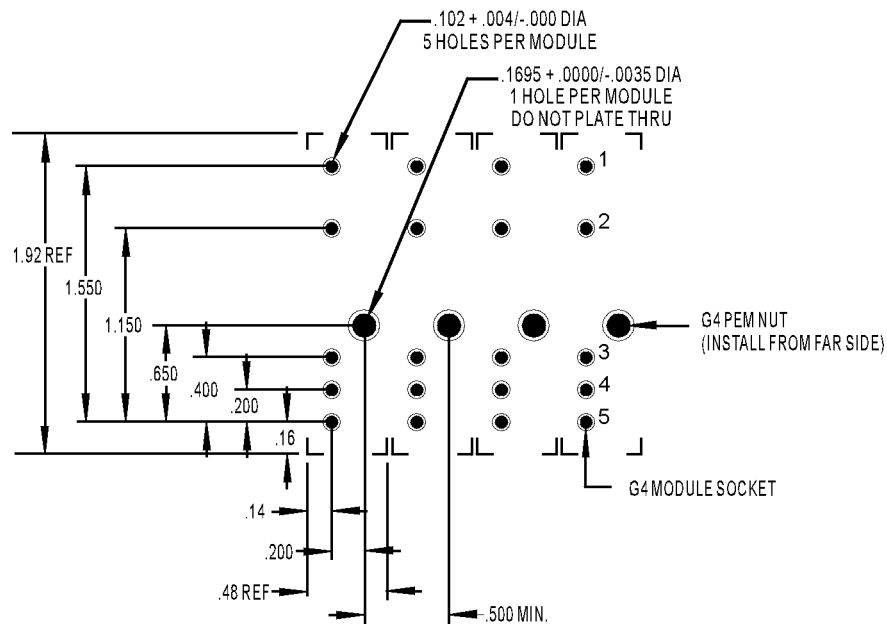 .102 + .004/-.000 DIA
5 HOLES PER MODULE
.1695 + .0000/-.0035 DIA
1 HOLE PER MODULE
DO NOT PLATE THRU
1
2
1.92 REF
1.550
1.150
G4 PEM NUT
(INSTALL FROM FAR SIDE)
.650
.400
.200
.16
3
4
5
G4 MODULE SOCKET
.14
.200
.48 REF
.500 MIN.